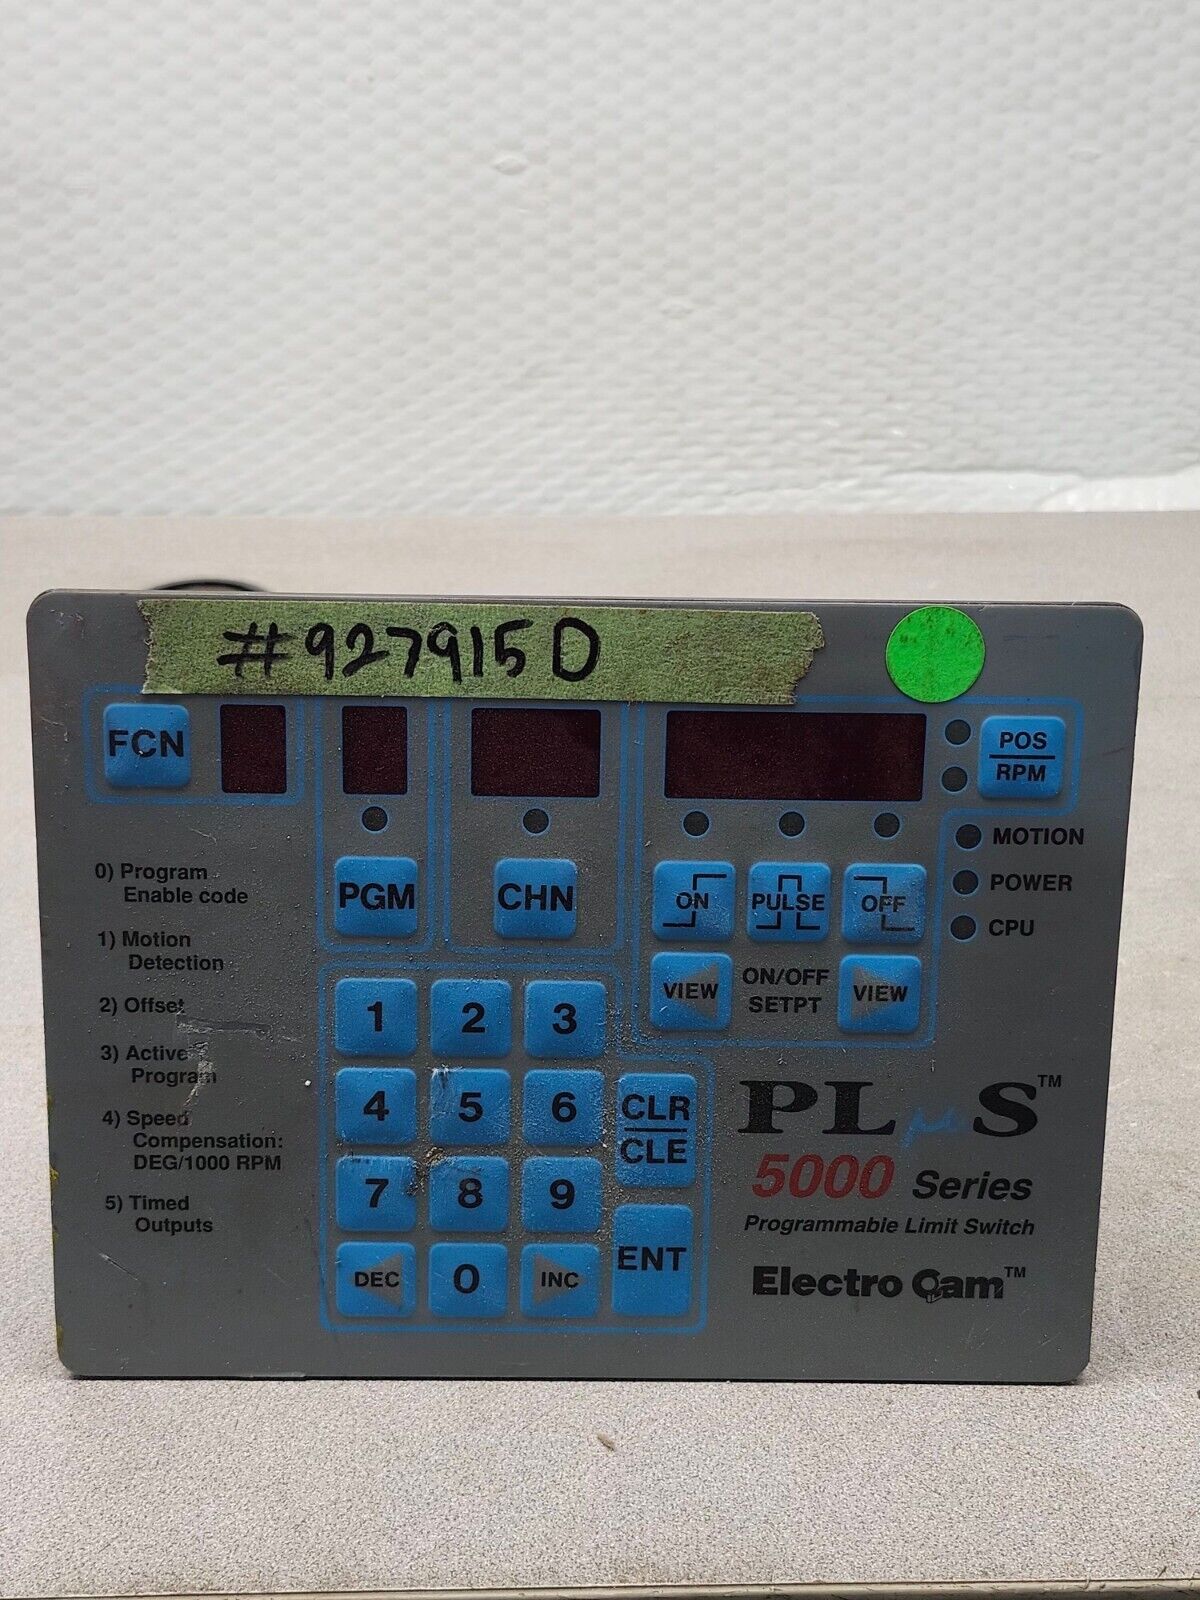 #927915D
FCN
POS
RPM
MOTION
POWER
CPU
PGM
CHN
ON
PULSE
OFF
VIEW
ON/OFF
SETPT
VIEW
0) Program
Enable code
1) Motion
Detection
2) Offset
3) Active
Program
4) Speed
Compensation:
DEG/1000 RPM
5) Timed
Outputs
1 2 3
4 5 6
7 8 9
DEC 0 INC
CLR
CLE
ENT
PLμS™
5000 Series
Programmable Limit Switch
Electro Cam™